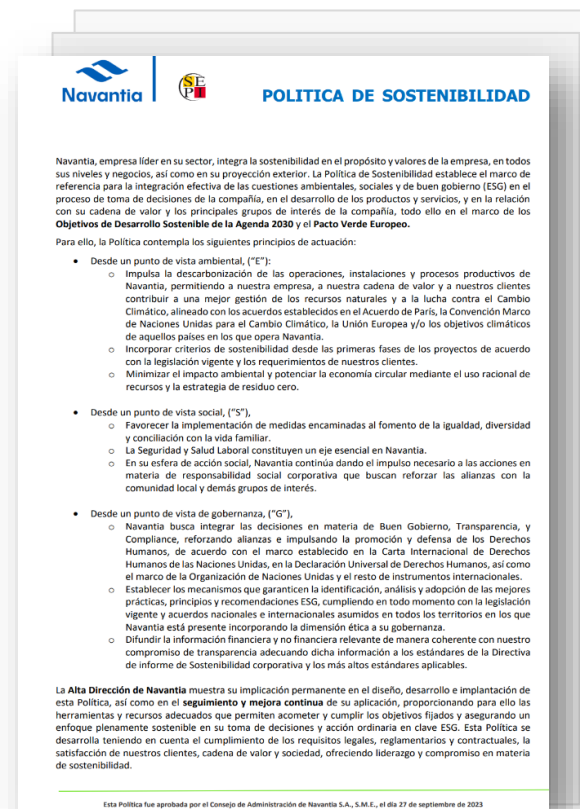 Navantia
SEPI
POLITICA DE SOSTENIBILIDAD
Navantia, empresa líder en su sector, integra la sostenibilidad en el propósito y valores de la empresa, en todos
sus niveles y negocios, así como en su proyección exterior. La Política de Sostenibilidad establece el marco de
referencia para la integración efectiva de las cuestiones ambientales, sociales y de buen gobierno (ESG) en el
proceso de toma de decisiones de la compañía, en el desarrollo de los productos y servicios, y en la relación
con su cadena de valor y los principales grupos de interés de la compañía, todo ello en el marco de los
Objetivos de Desarrollo Sostenible de la Agenda 2030 y el Pacto Verde Europeo.
Para ello, la Política contempla los siguientes principios de actuación:
• Desde un punto de vista ambiental, ("E"):
o Impulsa la descarbonización de las operaciones, instalaciones y procesos productivos de
Navantia, permitiendo a nuestra empresa, a nuestra cadena de valor y a nuestros clientes
contribuir a una mejor gestión de los recursos naturales y a la lucha contra el Cambio
Climático, alineado con los acuerdos establecidos en el Acuerdo de París, la Convención Marco
de Naciones Unidas para el Cambio Climático, la Unión Europea y/o los objetivos climáticos
de aquellos países en los que opera Navantia.
o Incorporar criterios de sostenibilidad desde las primeras fases de los proyectos de acuerdo
con la legislación vigente y los requerimientos de nuestros clientes.
o Minimizar el impacto ambiental y potenciar la economía circular mediante el uso racional de
recursos y la estrategia de residuo cero.
• Desde un punto de vista social, ("S"),
o Favorecer la implementación de medidas encaminadas al fomento de la igualdad, diversidad
y conciliación con la vida familiar.
o La Seguridad y Salud Laboral constituyen un eje esencial en Navantia.
o En su esfera de acción social, Navantia continúa dando el impulso necesario a las acciones en
materia de responsabilidad social corporativa que buscan reforzar las alianzas con la
comunidad local y demás grupos de interés.
• Desde un punto de vista de gobernanza, ("G"),
o Navantia busca integrar las decisiones en materia de Buen Gobierno, Transparencia, y
Compliance, reforzando alianzas e impulsando la promoción y defensa de los Derechos
Humanos, de acuerdo con el marco establecido en la Carta Internacional de Derechos
Humanos de las Naciones Unidas, en la Declaración Universal de Derechos Humanos, así como
el marco de la Organización de Naciones Unidas y el resto de instrumentos internacionales.
o Establecer los mecanismos que garanticen la identificación, análisis y adopción de las mejores
prácticas, principios y recomendaciones ESG, cumpliendo en todo momento con la legislación
vigente y acuerdos nacionales e internacionales asumidos en todos los territorios en los que
Navantia está presente incorporando la dimensión ética a su gobernanza.
o Difundir la información financiera y no financiera relevante de manera coherente con nuestro
compromiso de transparencia adecuando dicha información a los estándares de la Directiva
de informe de Sostenibilidad corporativa y los más altos estándares aplicables.
La Alta Dirección de Navantia muestra su implicación permanente en el diseño, desarrollo e implantación de
esta Política, así como en el seguimiento y mejora continua de su aplicación, proporcionando para ello las
herramientas y recursos adecuados que permiten acometer y cumplir los objetivos fijados y asegurando un
enfoque plenamente sostenible en su toma de decisiones y acción ordinaria en clave ESG. Esta Política se
desarrolla teniendo en cuenta el cumplimiento de los requisitos legales, reglamentarios y contractuales, la
satisfacción de nuestros clientes, cadena de valor y sociedad, ofreciendo liderazgo y compromiso en materia
de sostenibilidad.
Esta Política fue aprobada por el Consejo de Administración de Navantia S.A., S.M.E., el día 27 de septiembre de 2023